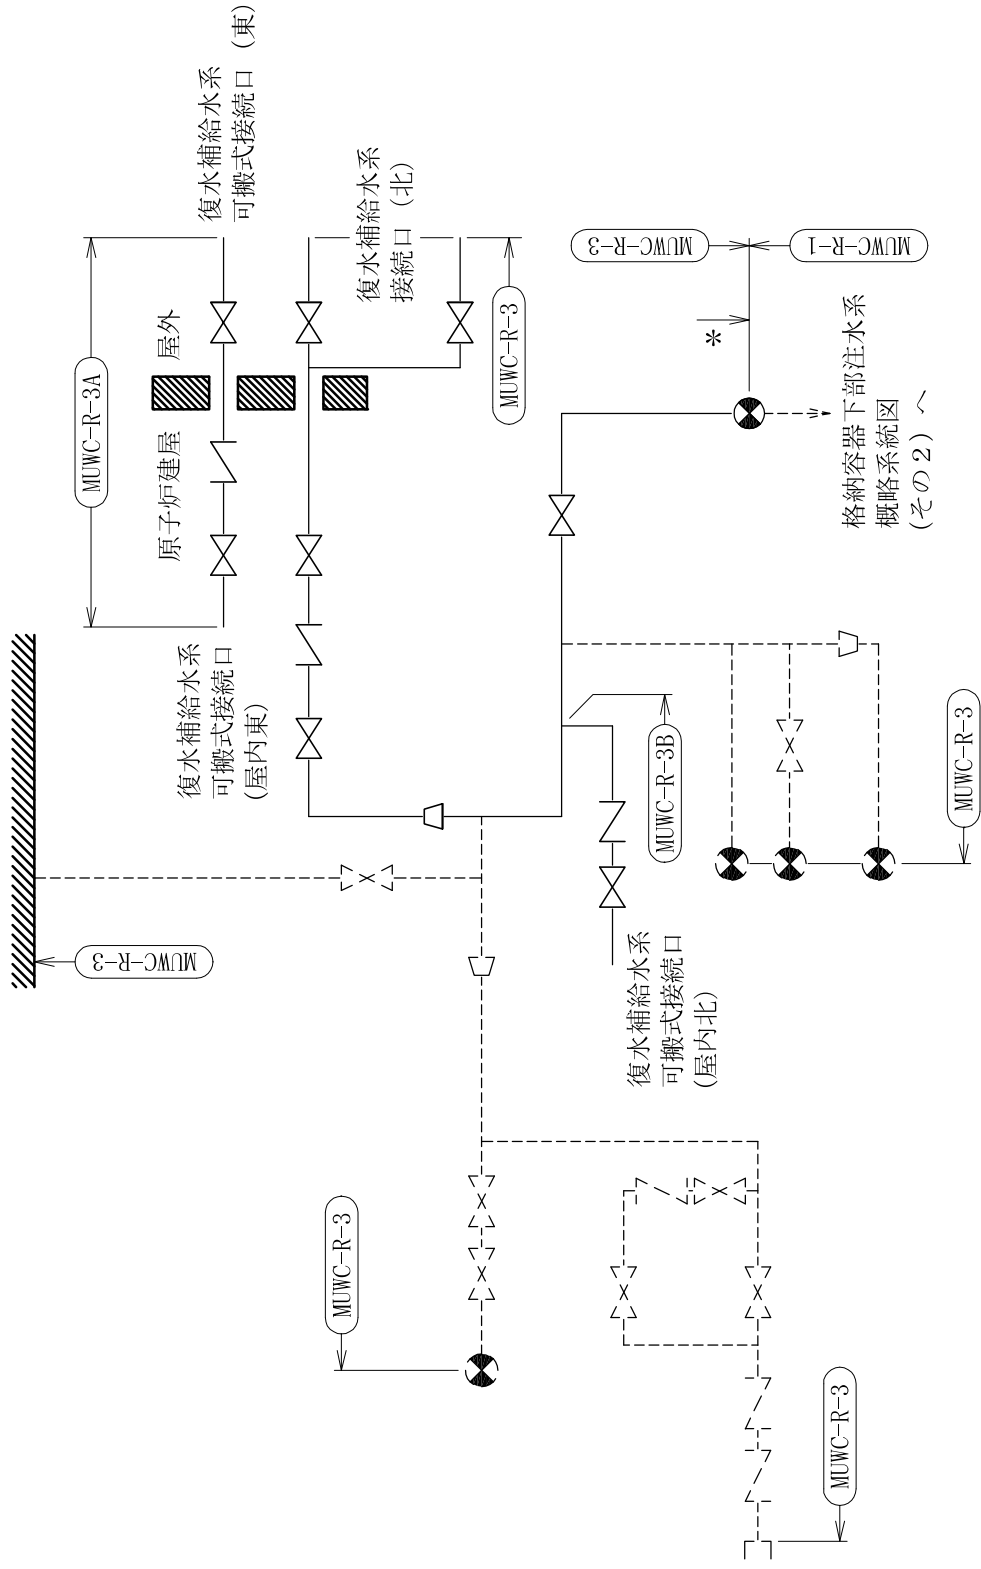 復水補給水系
可搬式接続口（東）
復水補給水系
接続口（北）
屋外
原子炉建屋
MUWC-R-3A
MUWC-R-3
復水補給水系
可搬式接続口
(屋内東)
MUWC-R-3
MUWC-R-1
*
格納容器下部注水系
概略系統図
(その２) へ
MUWC-R-3B
MUWC-R-3
MUWC-R-3
復水補給水系
可搬式接続口
(屋内北)
MUWC-R-3
MUWC-R-3